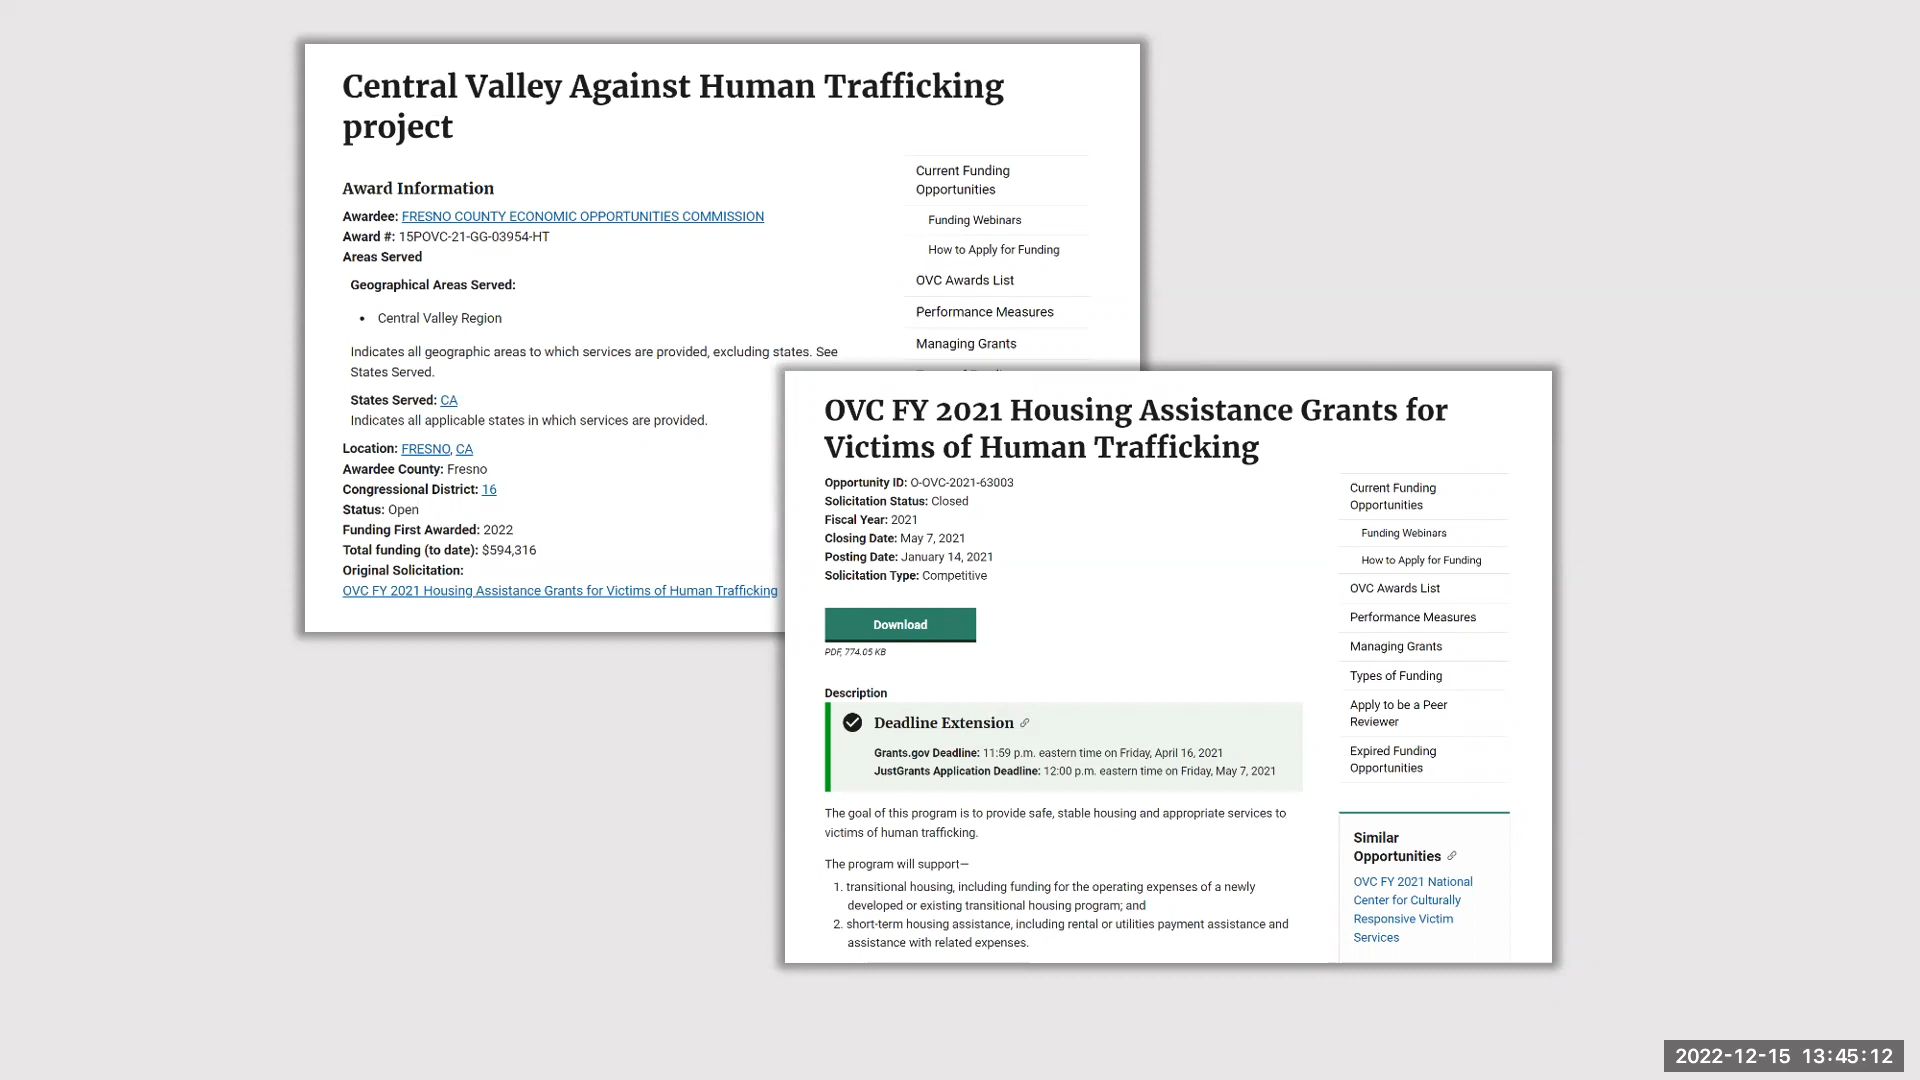 Central Valley Against Human Trafficking
project
Award Information
Awardee: FRESNO COUNTY ECONOMIC OPPORTUNITIES COMMISSION
Award #: 15POVC-21-GG-03954-HT
Areas Served
Geographical Areas Served:
• Central Valley Region
Indicates all geographic areas to which services are provided, excluding states. See
States Served.
States Served: CA
Indicates all applicable states in which services are provided.
Location: FRESNO, CA
Awardee County: Fresno
Congressional District: 16
Status: Open
Funding First Awarded: 2022
Total funding (to date): $594,316
Original Solicitation:
OVC FY 2021 Housing Assistance Grants for Victims of Human Trafficking
Current Funding
Opportunities
Funding Webinars
How to Apply for Funding
OVC Awards List
Performance Measures
Managing Grants
OVC FY 2021 Housing Assistance Grants for
Victims of Human Trafficking
Opportunity ID: O-OVC-2021-63003
Solicitation Status: Closed
Fiscal Year: 2021
Closing Date: May 7, 2021
Posting Date: January 14, 2021
Solicitation Type: Competitive
Download
PDF, 774.05 KB
Description
Deadline Extension
Grants.gov Deadline: 11:59 p.m. eastern time on Friday, April 16, 2021
JustGrants Application Deadline: 12:00 p.m. eastern time on Friday, May 7, 2021
The goal of this program is to provide safe, stable housing and appropriate services to
victims of human trafficking.
The program will support—
1. transitional housing, including funding for the operating expenses of a newly
developed or existing transitional housing program; and
2. short-term housing assistance, including rental or utilities payment assistance and
assistance with related expenses.
Current Funding
Opportunities
Funding Webinars
How to Apply for Funding
OVC Awards List
Performance Measures
Managing Grants
Types of Funding
Apply to be a Peer
Reviewer
Expired Funding
Opportunities
Similar
Opportunities
OVC FY 2021 National
Center for Culturally
Responsive Victim
Services
2022-12-15 13:45:12